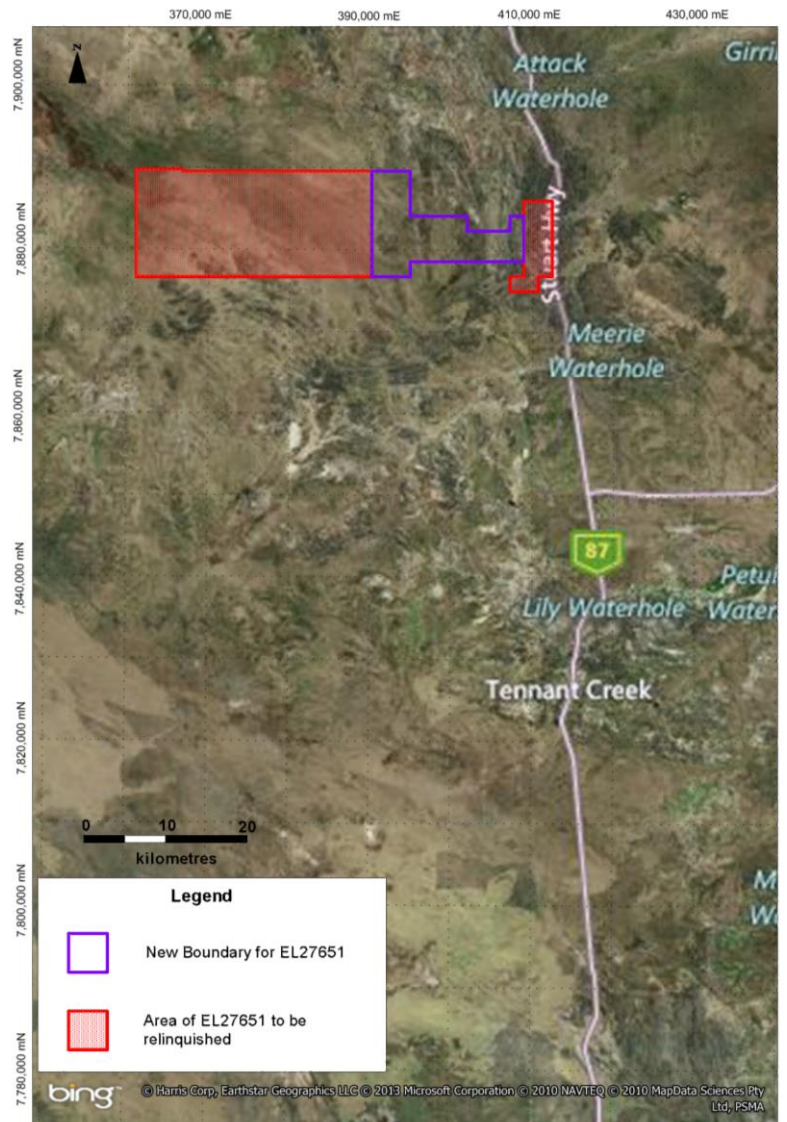 370,000 mE
390,000 mE
410,000 mE
430,000 mE
7,900,000 mN
7,880,000 mN
7,860,000 mN
7,840,000 mN
7,820,000 mN
7,800,000 mN
7,780,000 mN
N
Attack
Waterhole
Girri
Stuart Hwy
Meerie
Waterhole
87
Petul
Lily Waterhole
Water
Tennant Creek
0 10 20
kilometres
M
W
Legend
New Boundary for EL27651
Area of EL27651 to be
relinquished
bing™
© Harris Corp, Earthstar Geographics LLC © 2013 Microsoft Corporation © 2010 NAVTEQ © 2010 MapData Sciences Pty
Ltd, PSMA